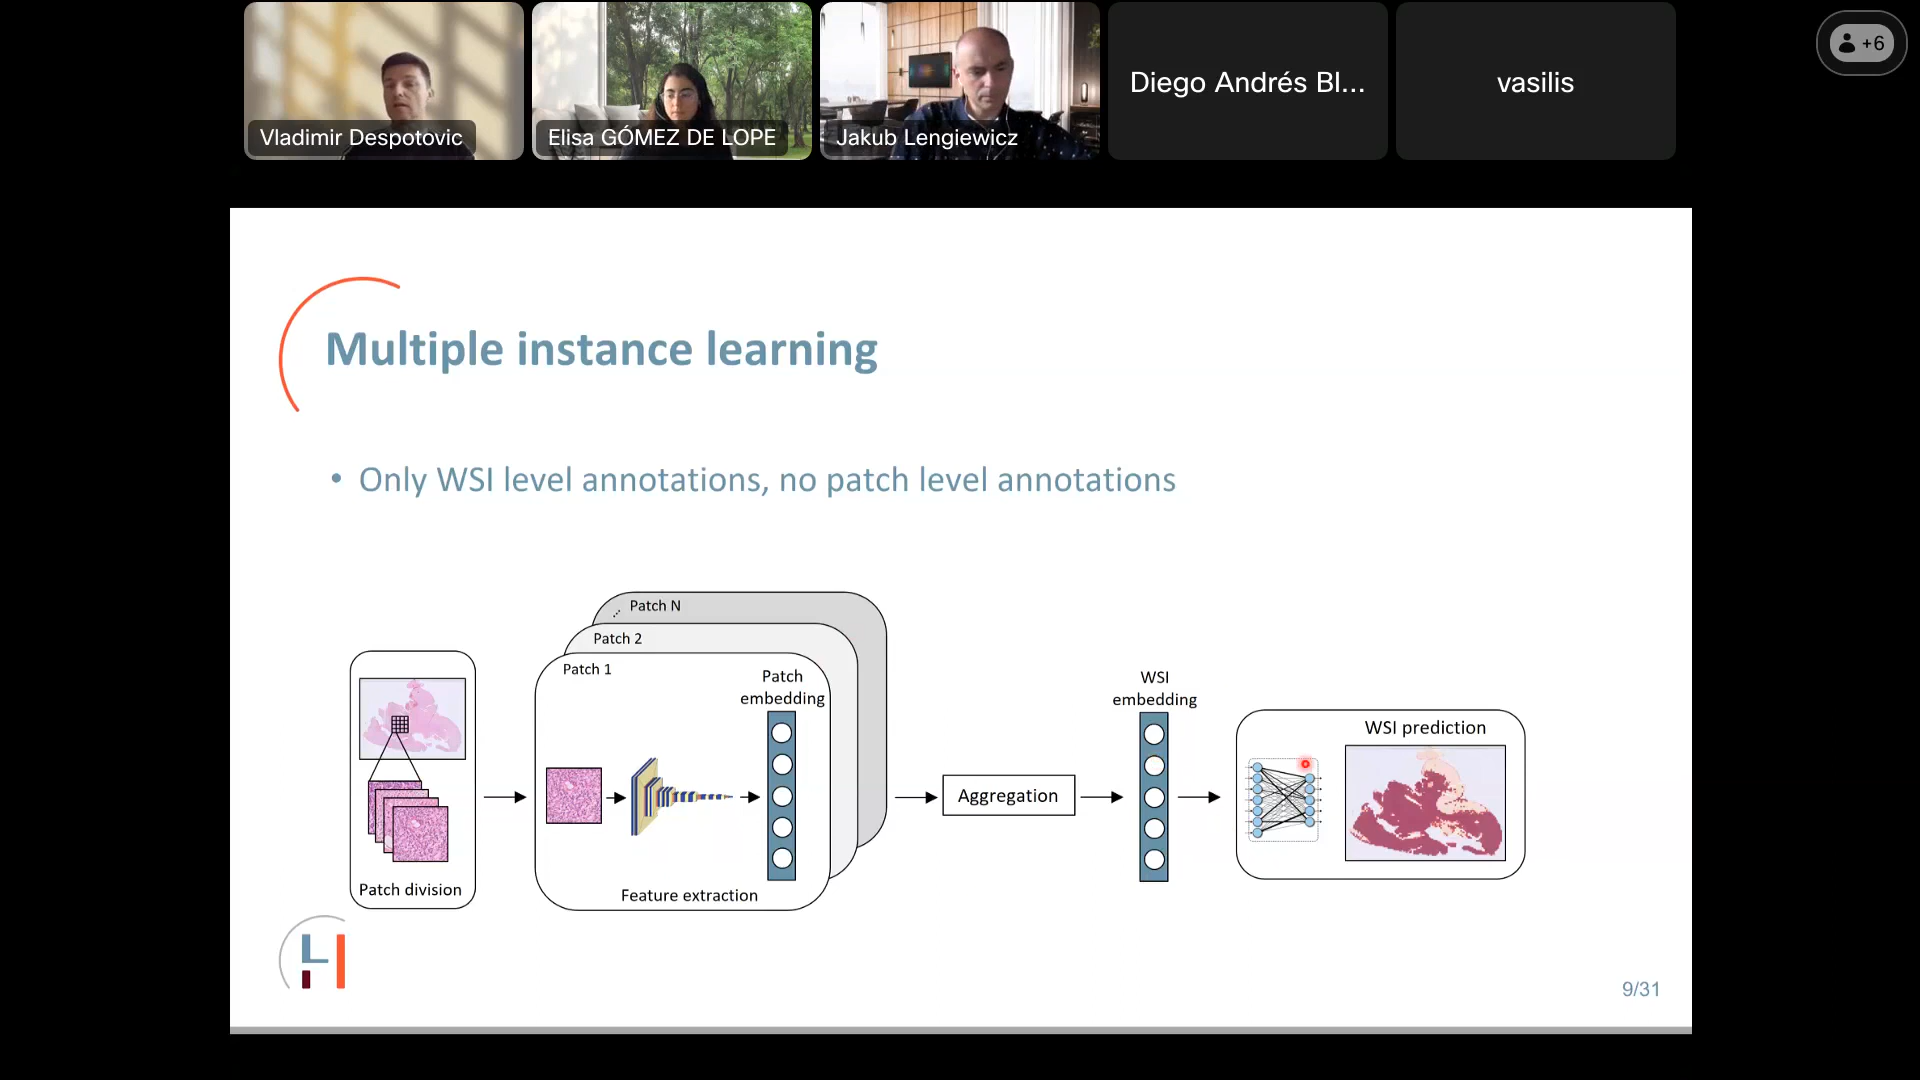 Vladimir Despotovic
Elisa GÓMEZ DE LOPE
Jakub Lengiewicz
Diego Andrés Bl...
vasilis
+6
Multiple instance learning
• Only WSI level annotations, no patch level annotations
Patch N
Patch 2
Patch 1
Patch
embedding
Feature extraction
Patch division
Aggregation
WSI
embedding
WSI prediction
9/31